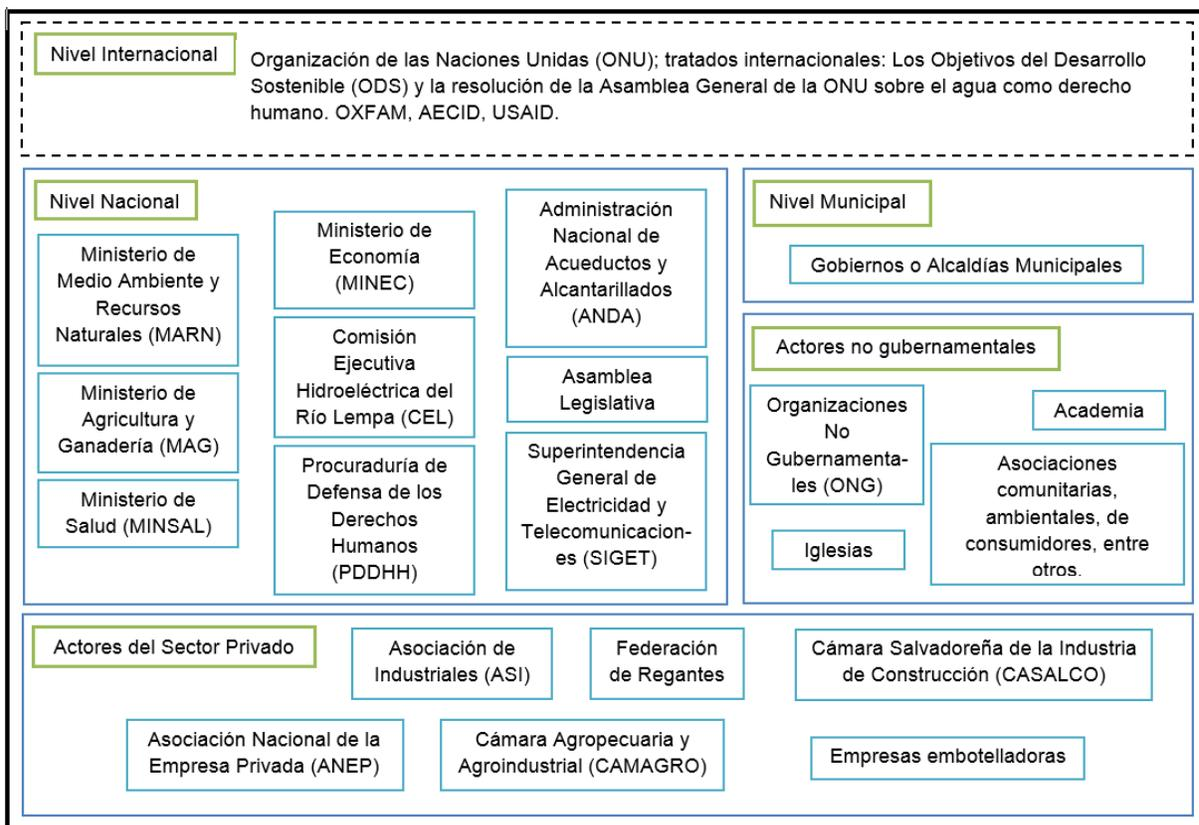 Nivel Internacional
Organización de las Naciones Unidas (ONU); tratados internacionales: Los Objetivos del Desarrollo
Sostenible (ODS) y la resolución de la Asamblea General de la ONU sobre el agua como derecho
humano. OXFAM, AECID, USAID.
Nivel Nacional
Ministerio de
Medio Ambiente y
Recursos
Naturales (MARN)
Ministerio de
Agricultura y
Ganadería (MAG)
Ministerio de
Salud (MINSAL)
Ministerio de
Economía
(MINEC)
Comisión
Ejecutiva
Hidroeléctrica del
Río Lempa (CEL)
Procuraduría de
Defensa de los
Derechos
Humanos
(PDDHH)
Administración
Nacional de
Acueductos y
Alcantarillados
(ANDA)
Asamblea
Legislativa
Superintendencia
General de
Electricidad y
Telecomunicacion-
es (SIGET)
Nivel Municipal
Gobiernos o Alcaldías Municipales
Actores no gubernamentales
Organizaciones
No
Gubernamenta-
les (ONG)
Academia
Asociaciones
comunitarias,
ambientales, de
consumidores, entre
otros.
Iglesias
Actores del Sector Privado
Asociación de
Industriales (ASI)
Federación
de Regantes
Cámara Salvadoreña de la Industria
de Construcción (CASALCO)
Asociación Nacional de la
Empresa Privada (ANEP)
Cámara Agropecuaria y
Agroindustrial (CAMAGRO)
Empresas embotelladoras